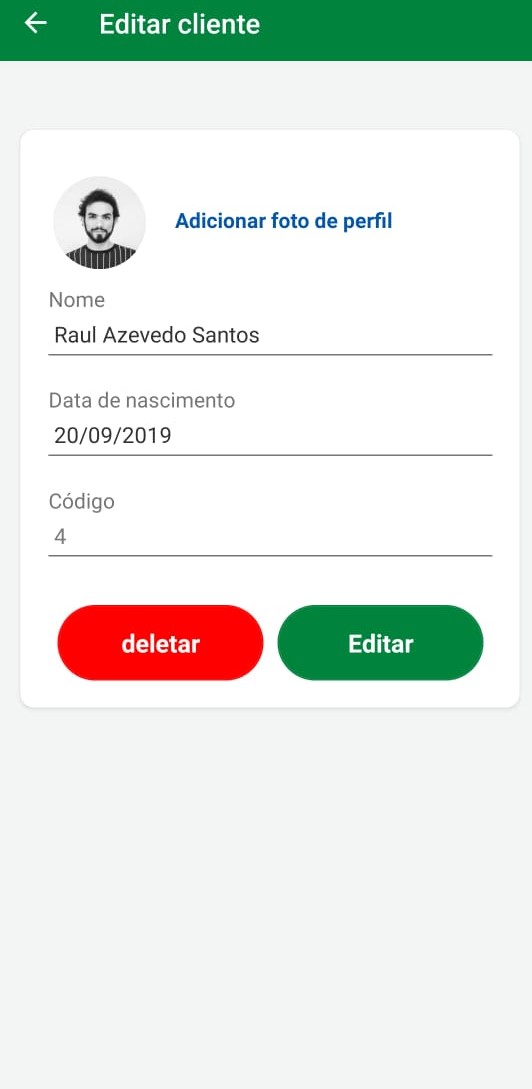 Editar cliente
Adicionar foto de perfil
Nome
Raul Azevedo Santos
Data de nascimento
20/09/2019
Código
4
deletar
Editar